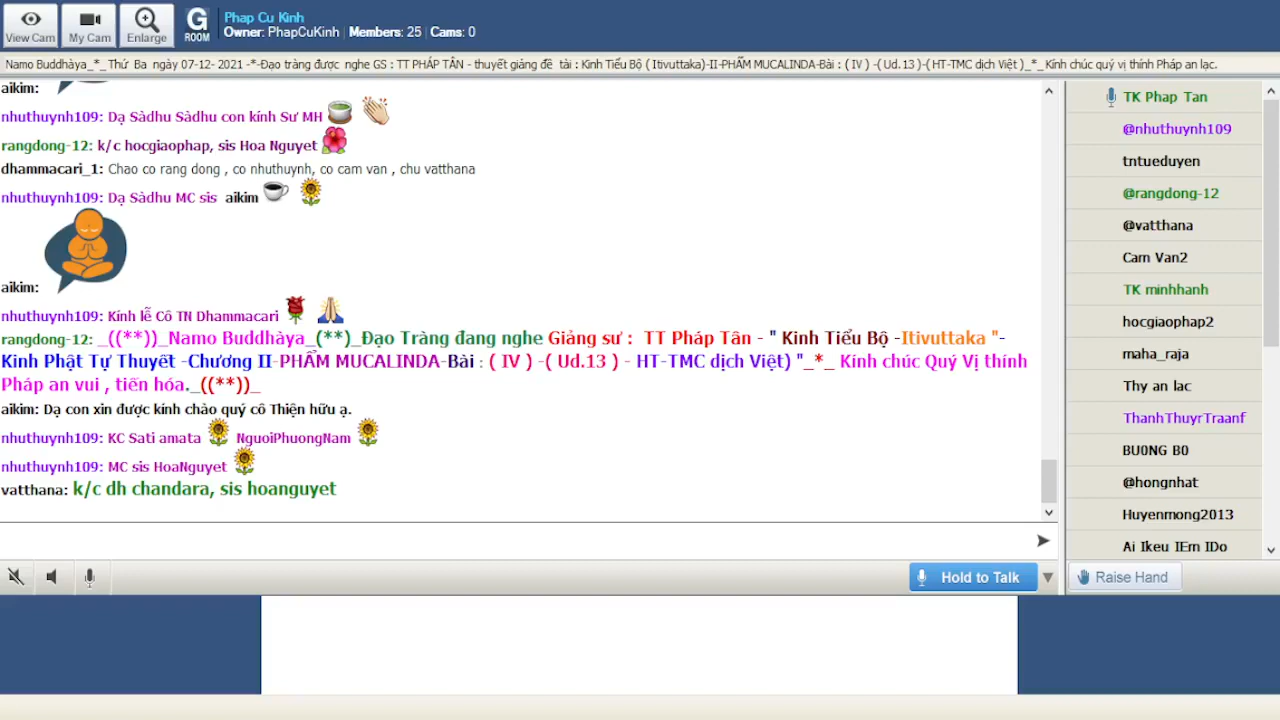 View Cam
My Cam
Enlarge
G
ROOM
Phap Cu Kinh
Owner: PhapCuKinh | Members: 25 | Cams: 0
Namo Buddhàya_*_ Thứ Ba ngày 07-12- 2021 -*-Đạo tràng được nghe GS : TT PHÁP TÂN - thuyết giảng đề tài : Kinh Tiểu Bộ ( Itivuttaka)-II-PHẨM MUCALINDA-Bài : ( IV ) -( Ud. 13 )-( HT-TMC dịch Việt )_*_ Kính chúc quý vị thính Pháp an lạc.
aikim:
nhuthuynh109: Dạ Sàdhu Sàdhu con kính Sư MH
rangdong-12: k/c hocgiaophap, sis Hoa Nguyet
dhammacari_1: Chao co rang dong , co nhuthuynh, co cam van , chu vatthana
nhuthuynh109: Dạ Sàdhu MC sis aikim
aikim:
nhuthuynh109: Kính lễ Cô TN Dhammacari
rangdong-12: _((**))_Namo Buddhàya_(**)_Đạo Tràng đang nghe Giảng sư : TT Pháp Tân - " Kinh Tiểu Bộ -Itivuttaka "-
Kinh Phật Tự Thuyết -Chương II-PHẨM MUCALINDA-Bài : ( IV ) -( Ud.13 ) - HT-TMC dịch Việt) "_*_ Kính chúc Quý Vị thính
Pháp an vui , tiến hóa._((**))_
aikim: Dạ con xin được kính chào quý cô Thiện hữu ạ.
nhuthuynh109: KC Sati amata NguoiPhuongNam
nhuthuynh109: MC sis HoaNguyet
vatthana: k/c dh chandara, sis hoanguyet
Hold to Talk
TK Phap Tan
@nhuthuynh109
tntueduyen
@rangdong-12
@vatthana
Cam Van2
TK minhhanh
hocgiaophap2
maha_raja
Thy an lac
ThanhThuyrTraanf
BU0NG B0
@hongnhat
Huyenmong2013
Ai Ikeu IEm IDo
Raise Hand